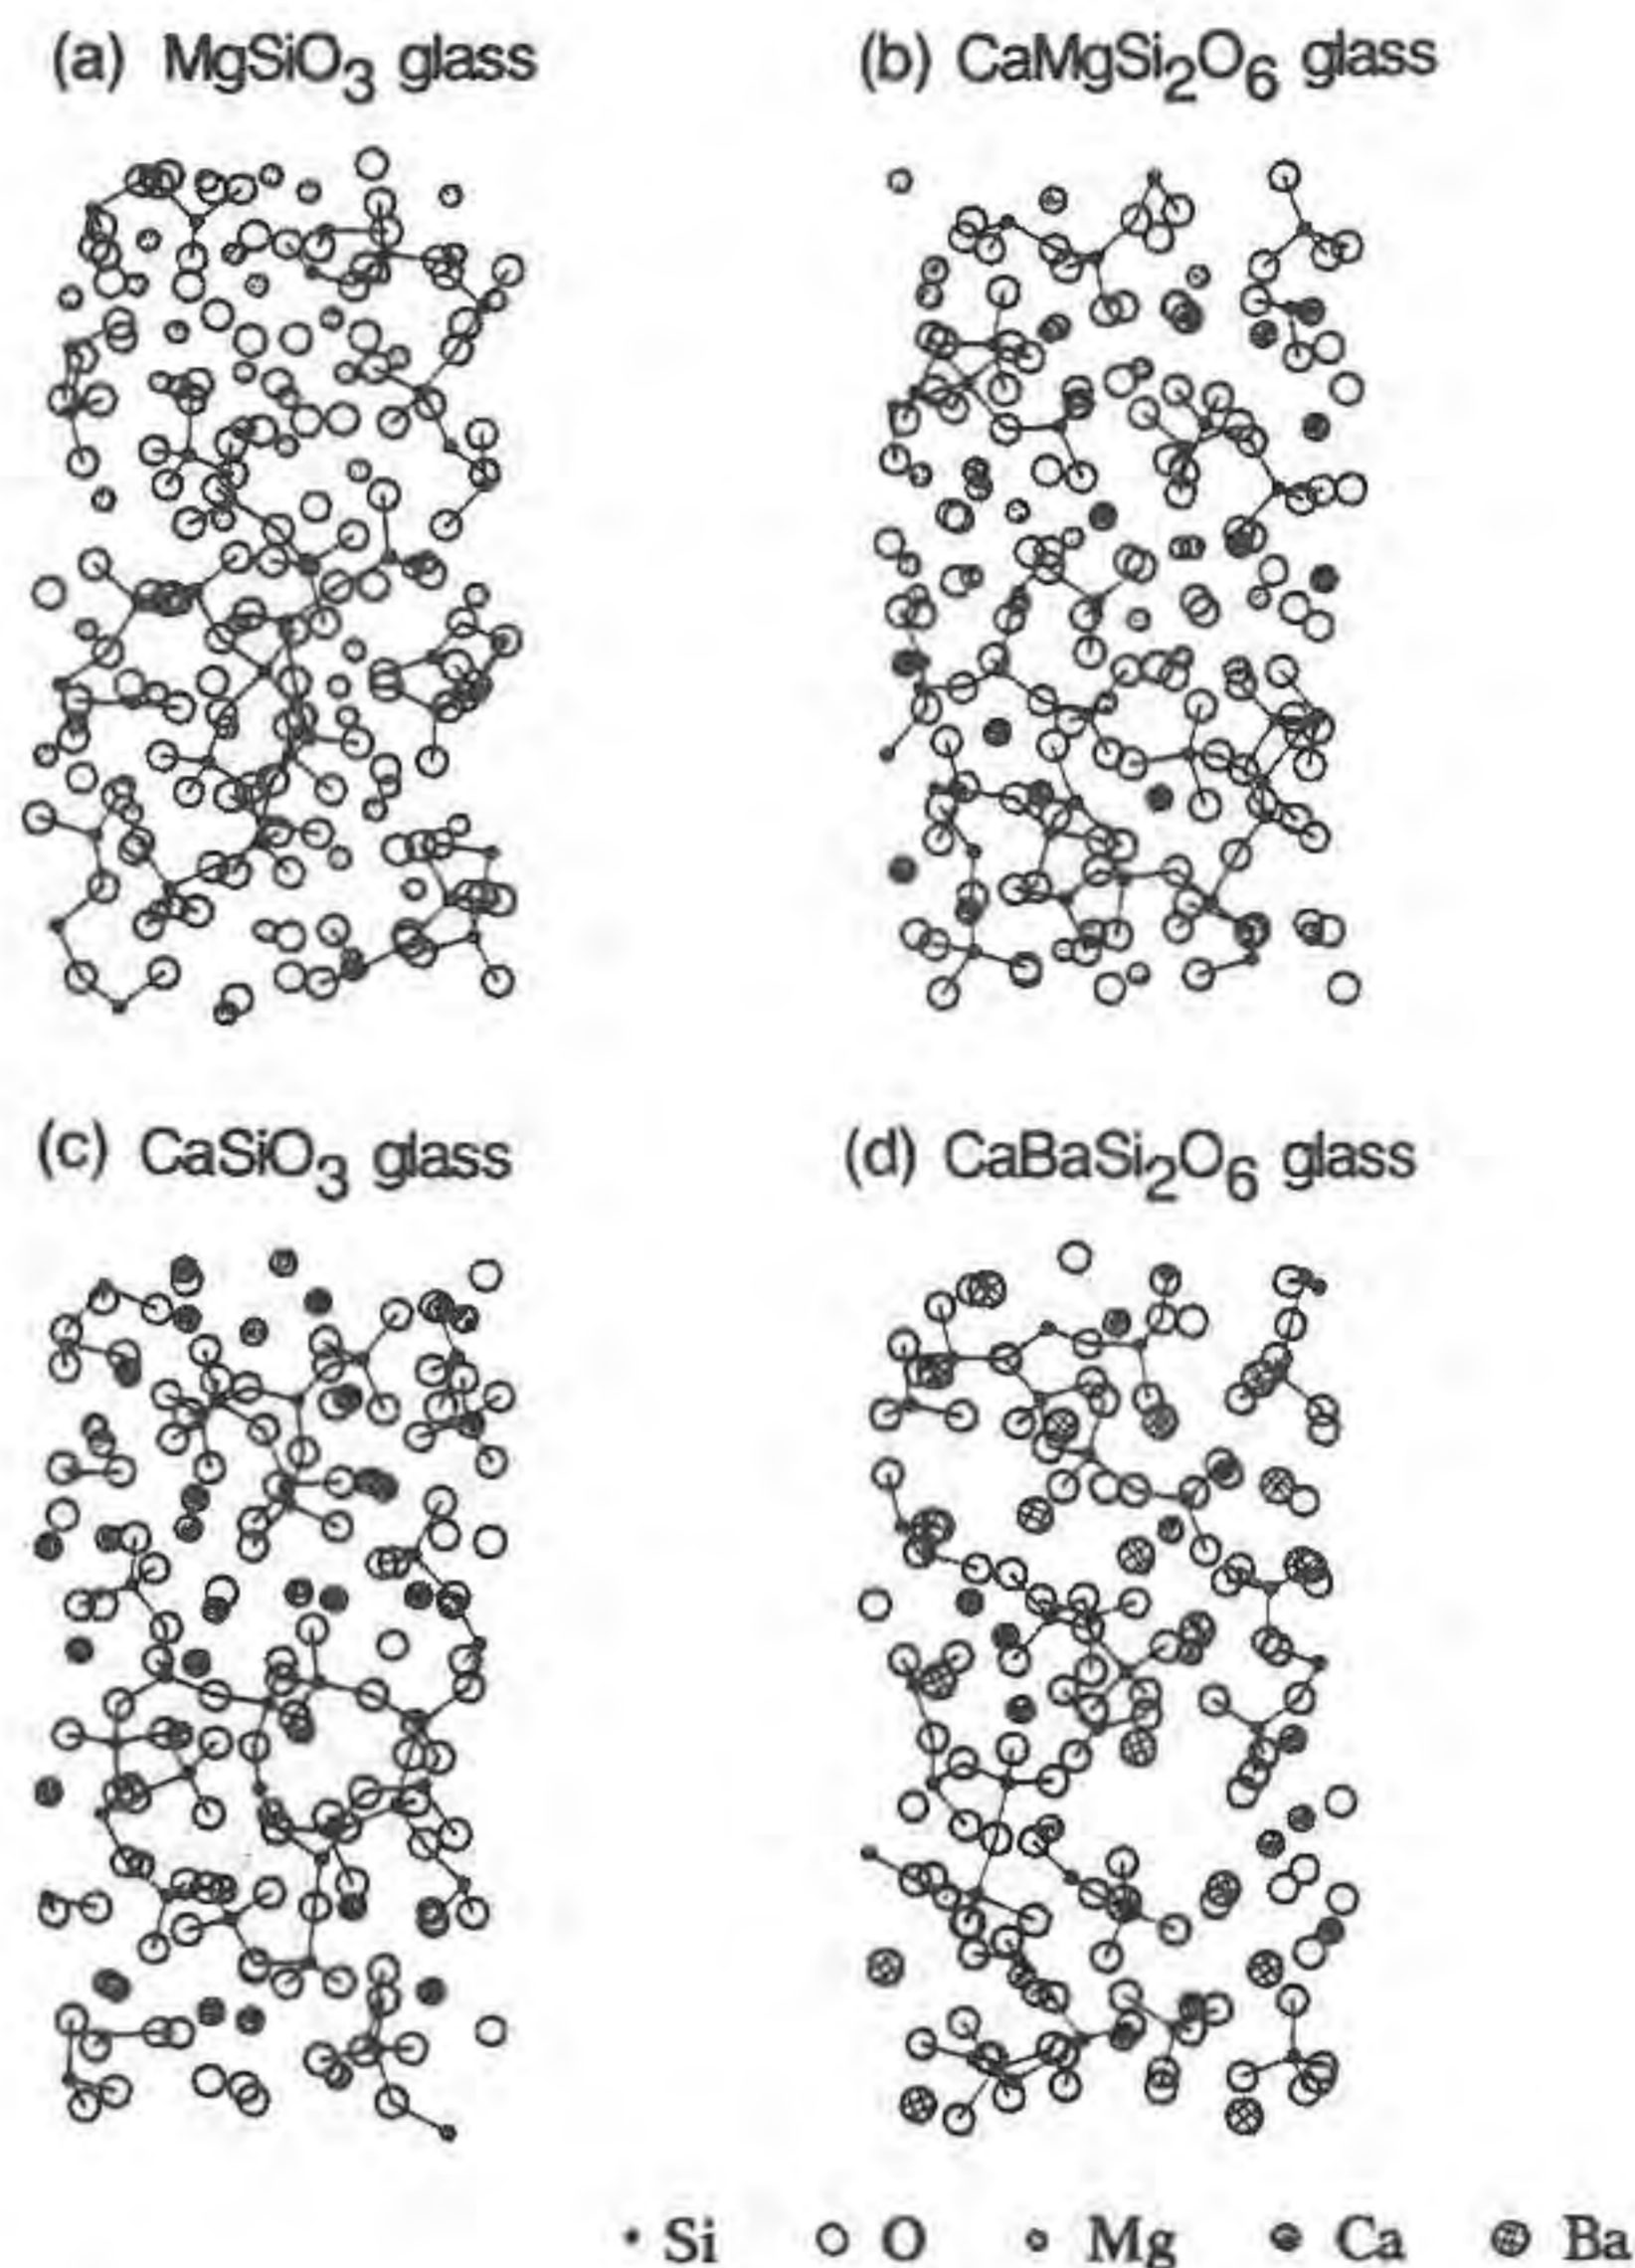 (a) MgSiO3 glass
(b) CaMgSi2O6 glass
(c) CaSiO3 glass
(d) CaBaSi2O6 glass
Si O Mg Ca Ba